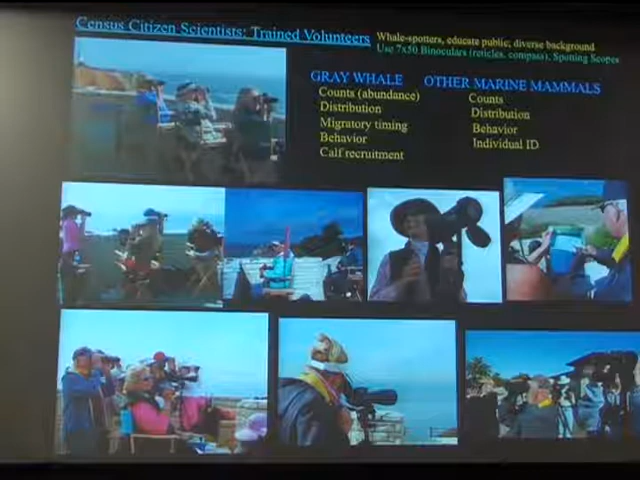 Census Citizen Scientists: Trained Volunteers
Whale-spotters, educate public; diverse background
Use 7x50 Binoculars (reticles, compass), Spotting Scopes
GRAY WHALE
Counts (abundance)
Distribution
Migratory timing
Behavior
Calf recruitment
OTHER MARINE MAMMALS
Counts
Distribution
Behavior
Individual ID